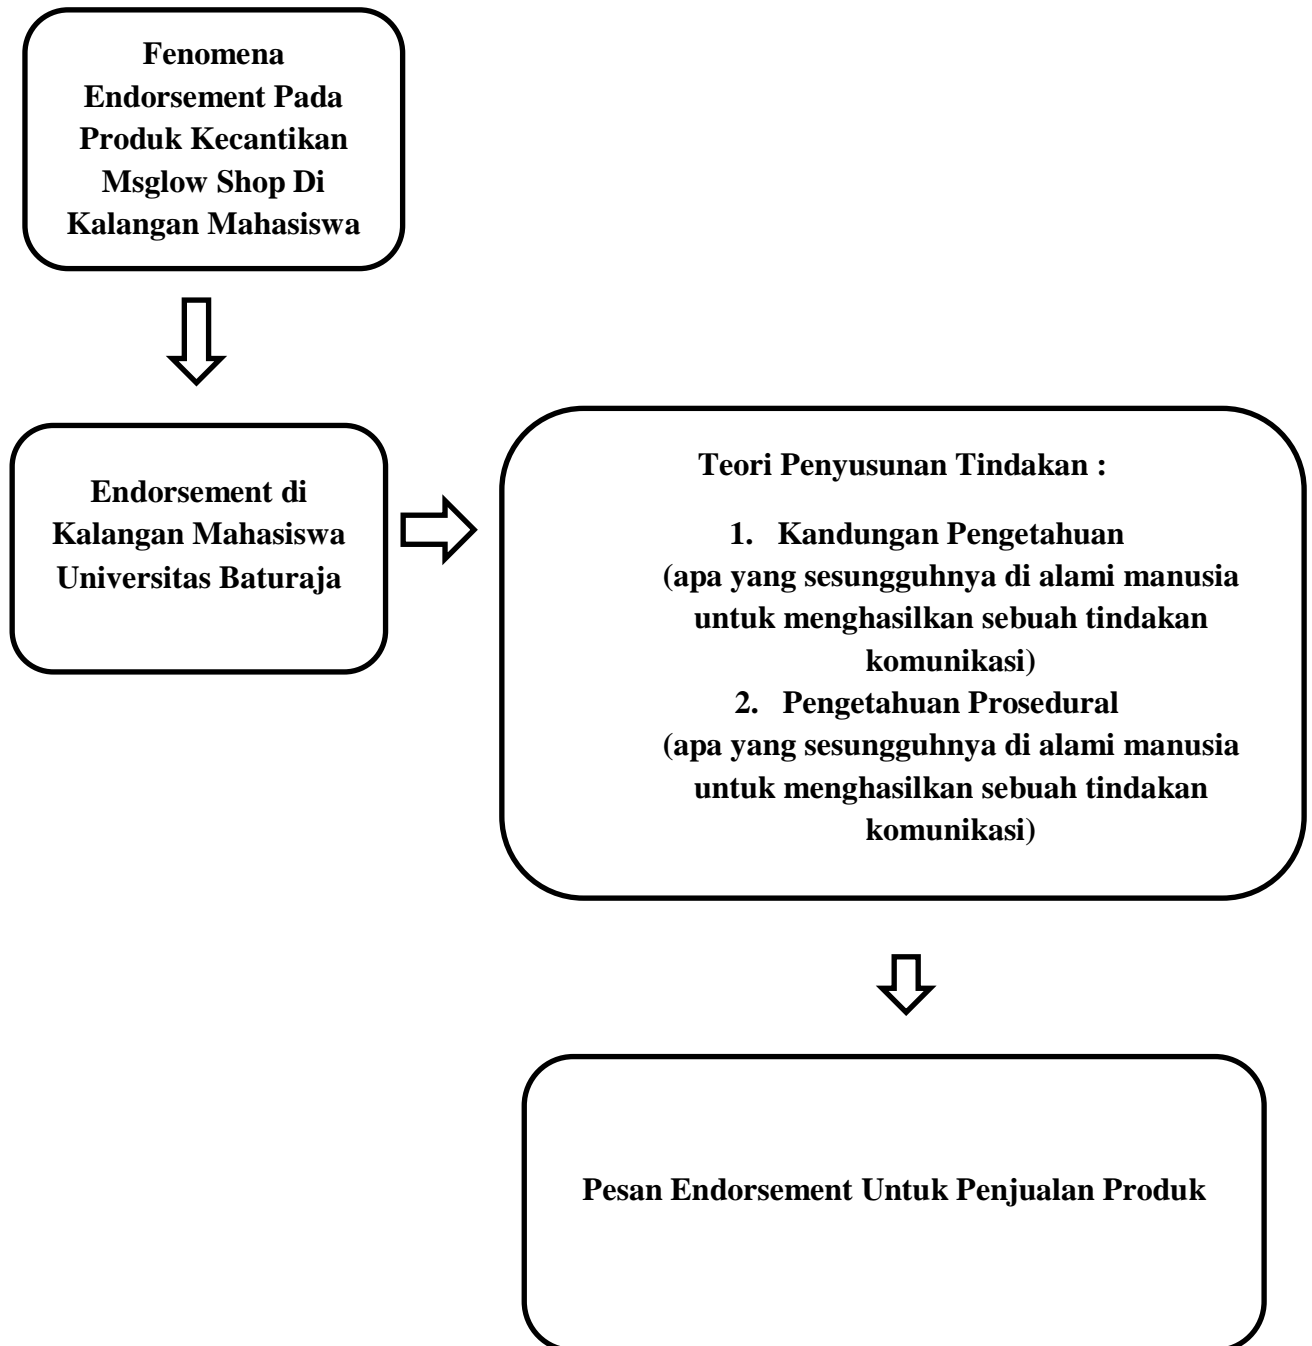 Fenomena
Endorsement Pada
Produk Kecantikan
Msglow Shop Di
Kalangan Mahasiswa
Endorsement di
Kalangan Mahasiswa
Universitas Baturaja
Teori Penyusunan Tindakan :
1. Kandungan Pengetahuan
(apa yang sesungguhnya di alami manusia
untuk menghasilkan sebuah tindakan
komunikasi)
2. Pengetahuan Prosedural
(apa yang sesungguhnya di alami manusia
untuk menghasilkan sebuah tindakan
komunikasi)
Pesan Endorsement Untuk Penjualan Produk